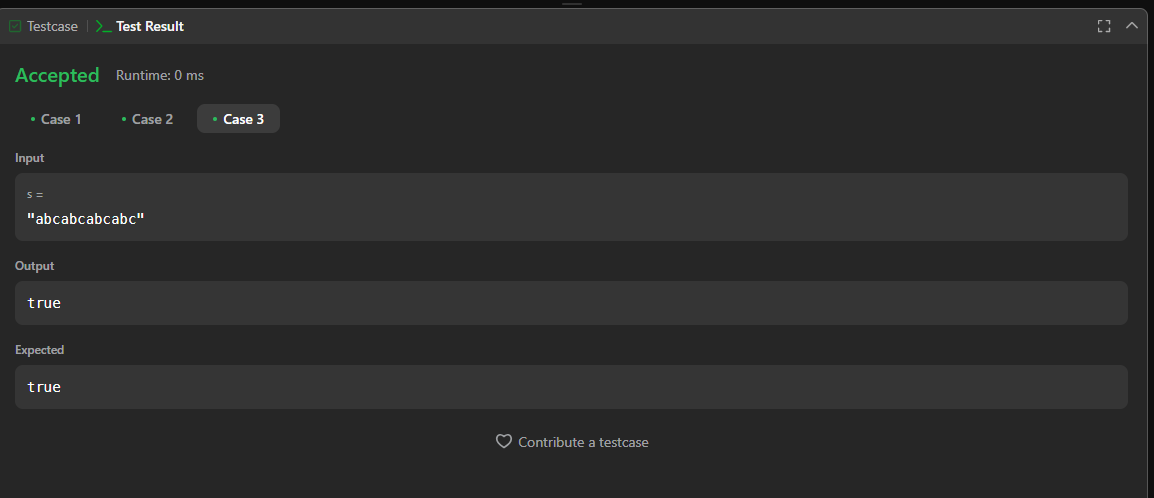 Testcase | >_ Test Result
Accepted Runtime: 0 ms
• Case 1 • Case 2 • Case 3
Input
s =
"abcabcabcabc"
Output
true
Expected
true
Contribute a testcase